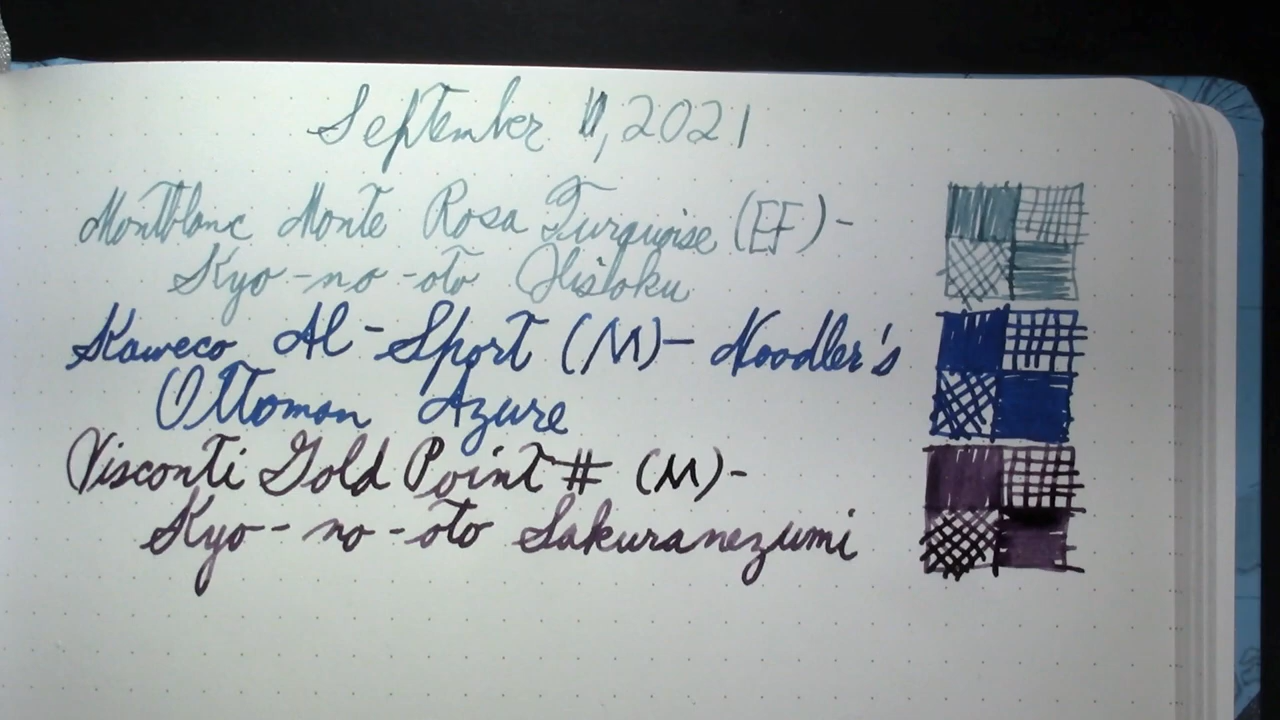 September 11, 2021
Montblanc Monte Rosa Turquoise (EF) -
Kyo - no - oto Hisoku
Kaweco Al - Sport (M) - Noodler's
Ottoman Azure
Visconti Gold Point # (M) -
Kyo - no - oto Sakuranezumi